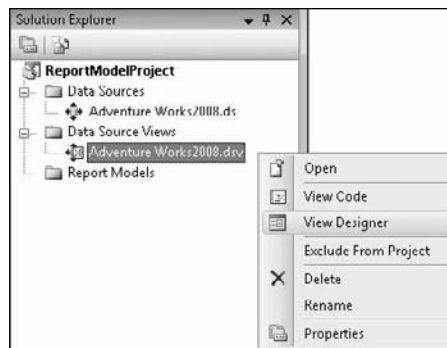 Solution Explorer
ReportModelProject
Data Sources
Adventure Works2008.ds
Data Source Views
Adventure Works2008.dsv
Report Models
Open
View Code
View Designer
Exclude From Project
Delete
Rename
Properties